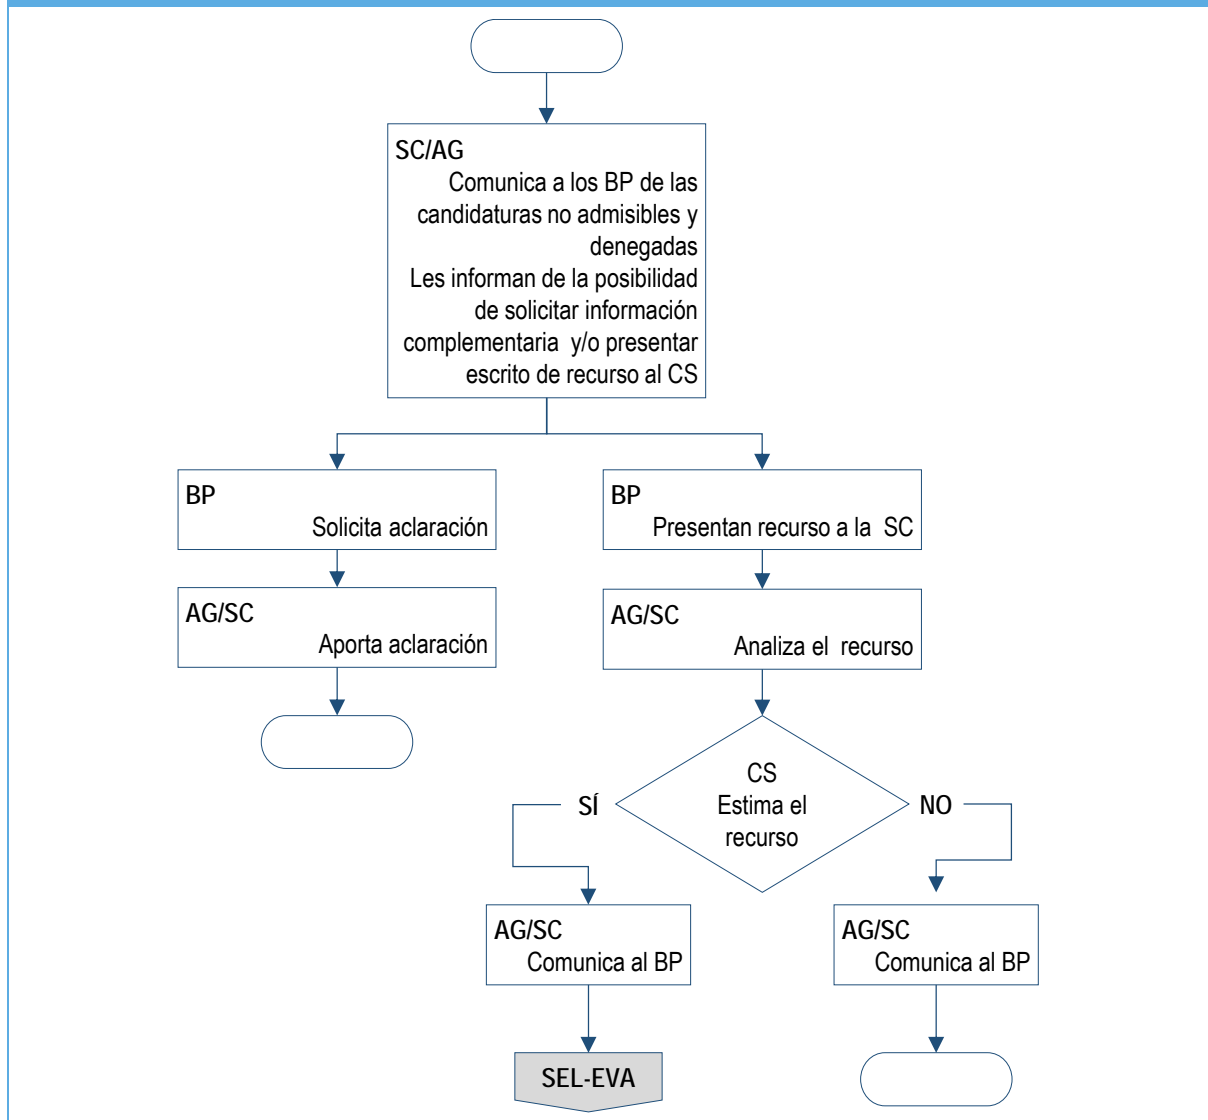 SC/AG
Comunica a los BP de las
candidaturas no admisibles y
denegadas
Les informan de la posibilidad
de solicitar información
complementaria  y/o presentar
escrito de recurso al CS
BP
Solicita aclaración
BP
Presentan recurso a la  SC
AG/SC
Aporta aclaración
AG/SC
Analiza el  recurso
CS
Estima el
recurso
SÍ
NO
AG/SC
Comunica al BP
AG/SC
Comunica al BP
SEL-EVA